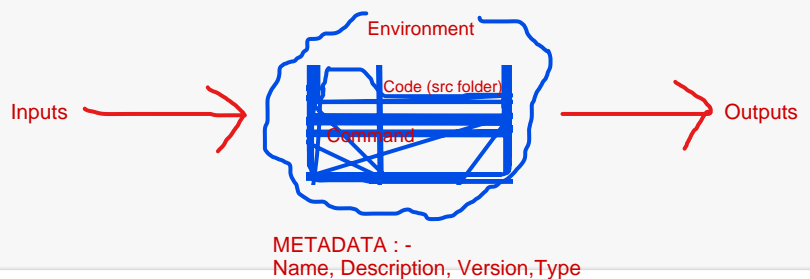 Environment
Code (src folder)
Inputs
Outputs
Command
METADATA : -
Name, Description, Version,Type